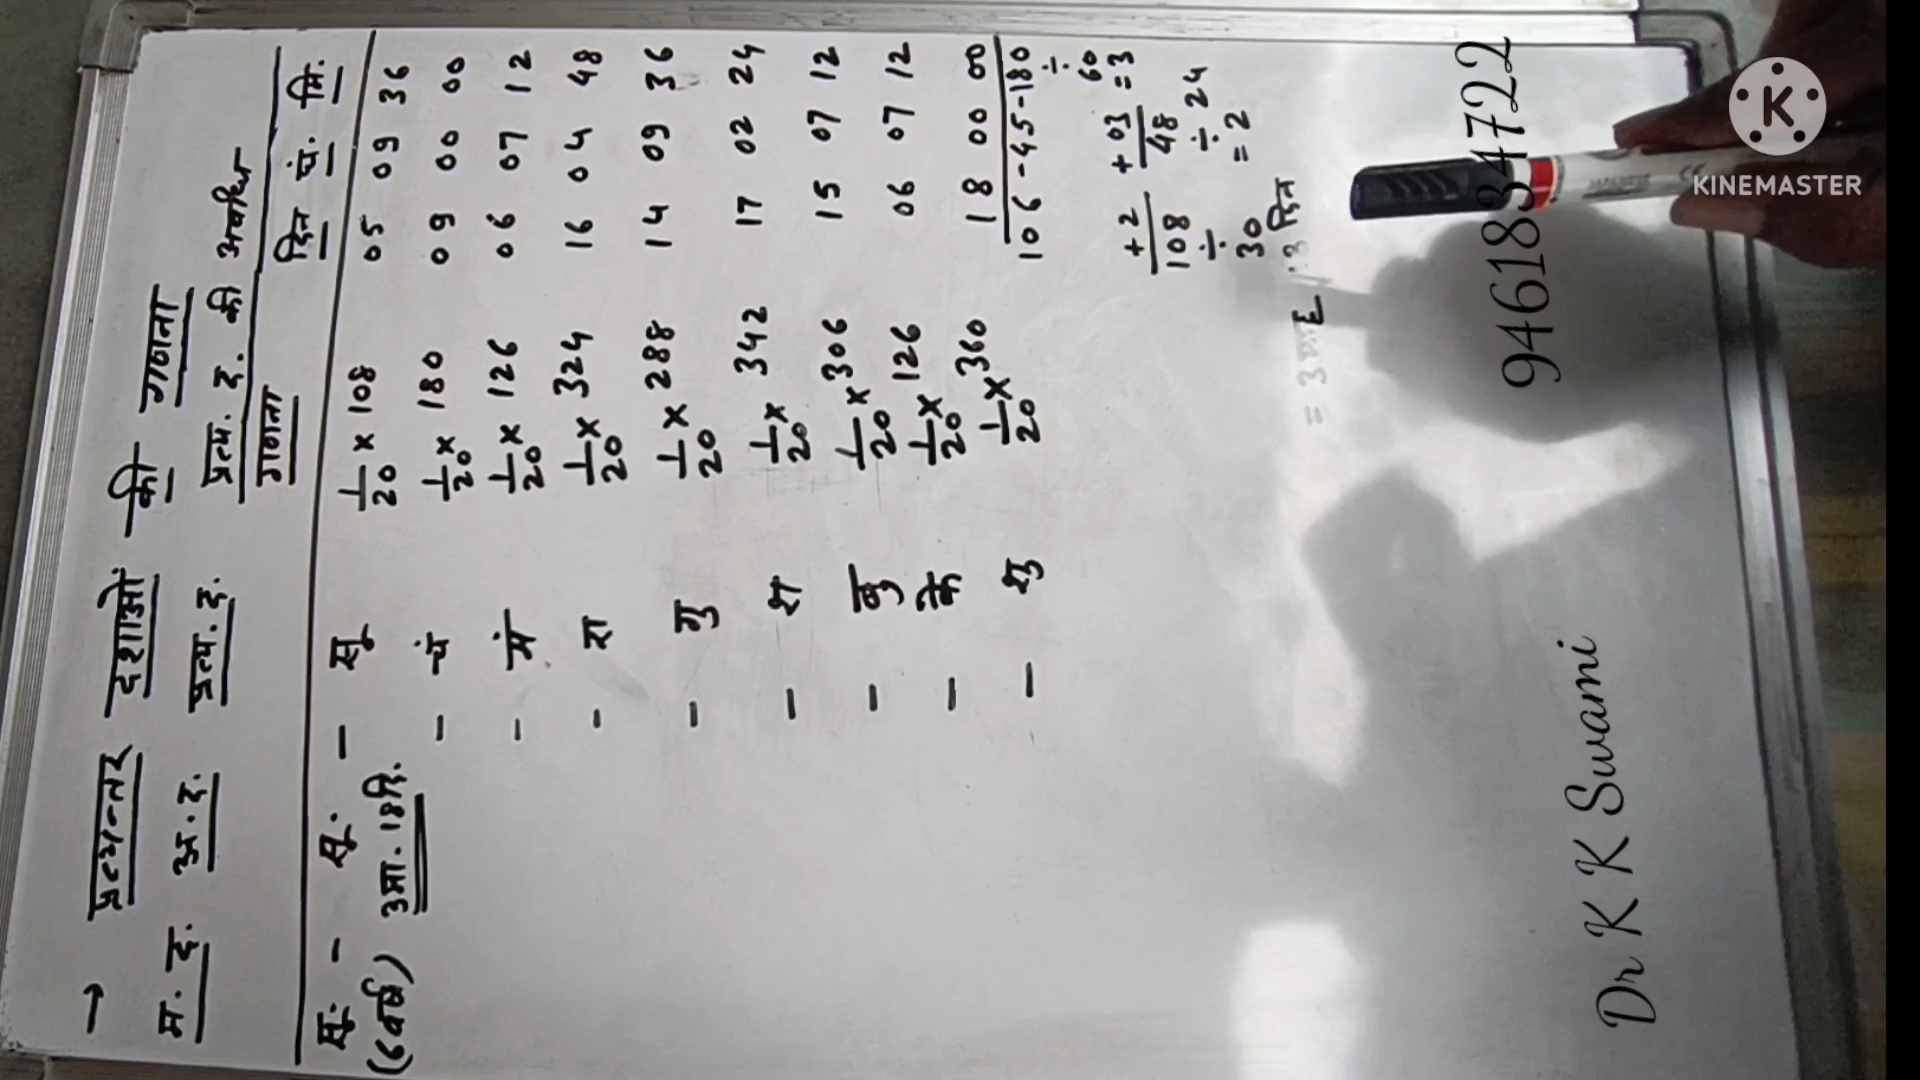 → प्रत्यन्तर दशाओं की गणना
म. द. अ. द. प्रत्य. द. प्रत्य. द. की अवधि
गणना दिन घं. मि.
सू. - सू. - सू 1/20 × 108 05 09 36
(6 वर्ष) 3मा. 18दि. - चं 1/20 × 180 09 00 00
- मं 1/20 × 126 06 07 12
- रा 1/20 × 324 16 04 48
- गु 1/20 × 288 14 09 36
- श 1/20 × 342 17 02 24
- बु 1/20 × 306 15 07 12
- के 1/20 × 126 06 07 12
- शु 1/20 × 360 18 00 00
106 - 45 - 180
÷
+ 2 + 03 60
108 48 = 3
÷ ÷ 24
30 = 2
= 3 दिन
Dr K K Swami 9461834722
KINEMASTER